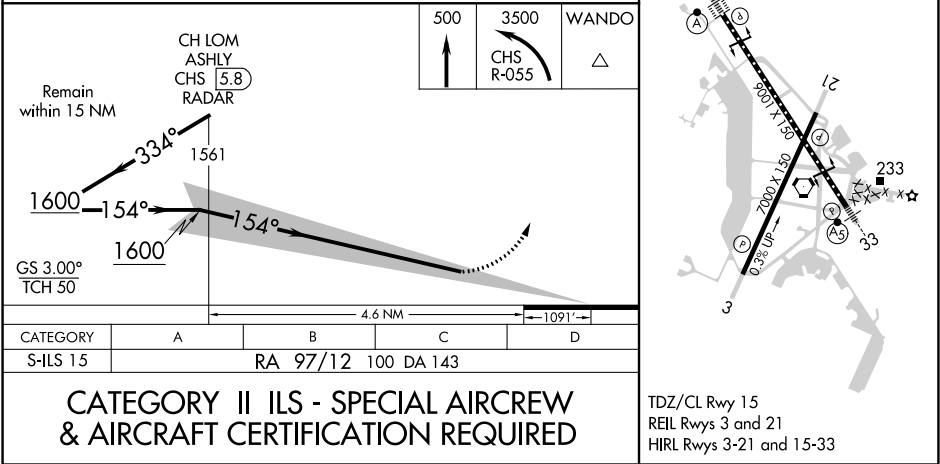 500
3500
CHS
R-055
WANDO
CH LOM
ASHLY
CHS 5.8
RADAR
Remain
within 15 NM
334°
1561
1600
154°
154°
1600
GS 3.00°
TCH 50
4.6 NM
1091'
CATEGORY A B C D
S-ILS 15 RA 97/12 100 DA 143
CATEGORY II ILS - SPECIAL AIRCREW
& AIRCRAFT CERTIFICATION REQUIRED
A
P
21
9001 X 150
P
7000 X 150
233
P
A5
P
0.3% UP
33
3
TDZ/CL Rwy 15
REIL Rwys 3 and 21
HIRL Rwys 3-21 and 15-33